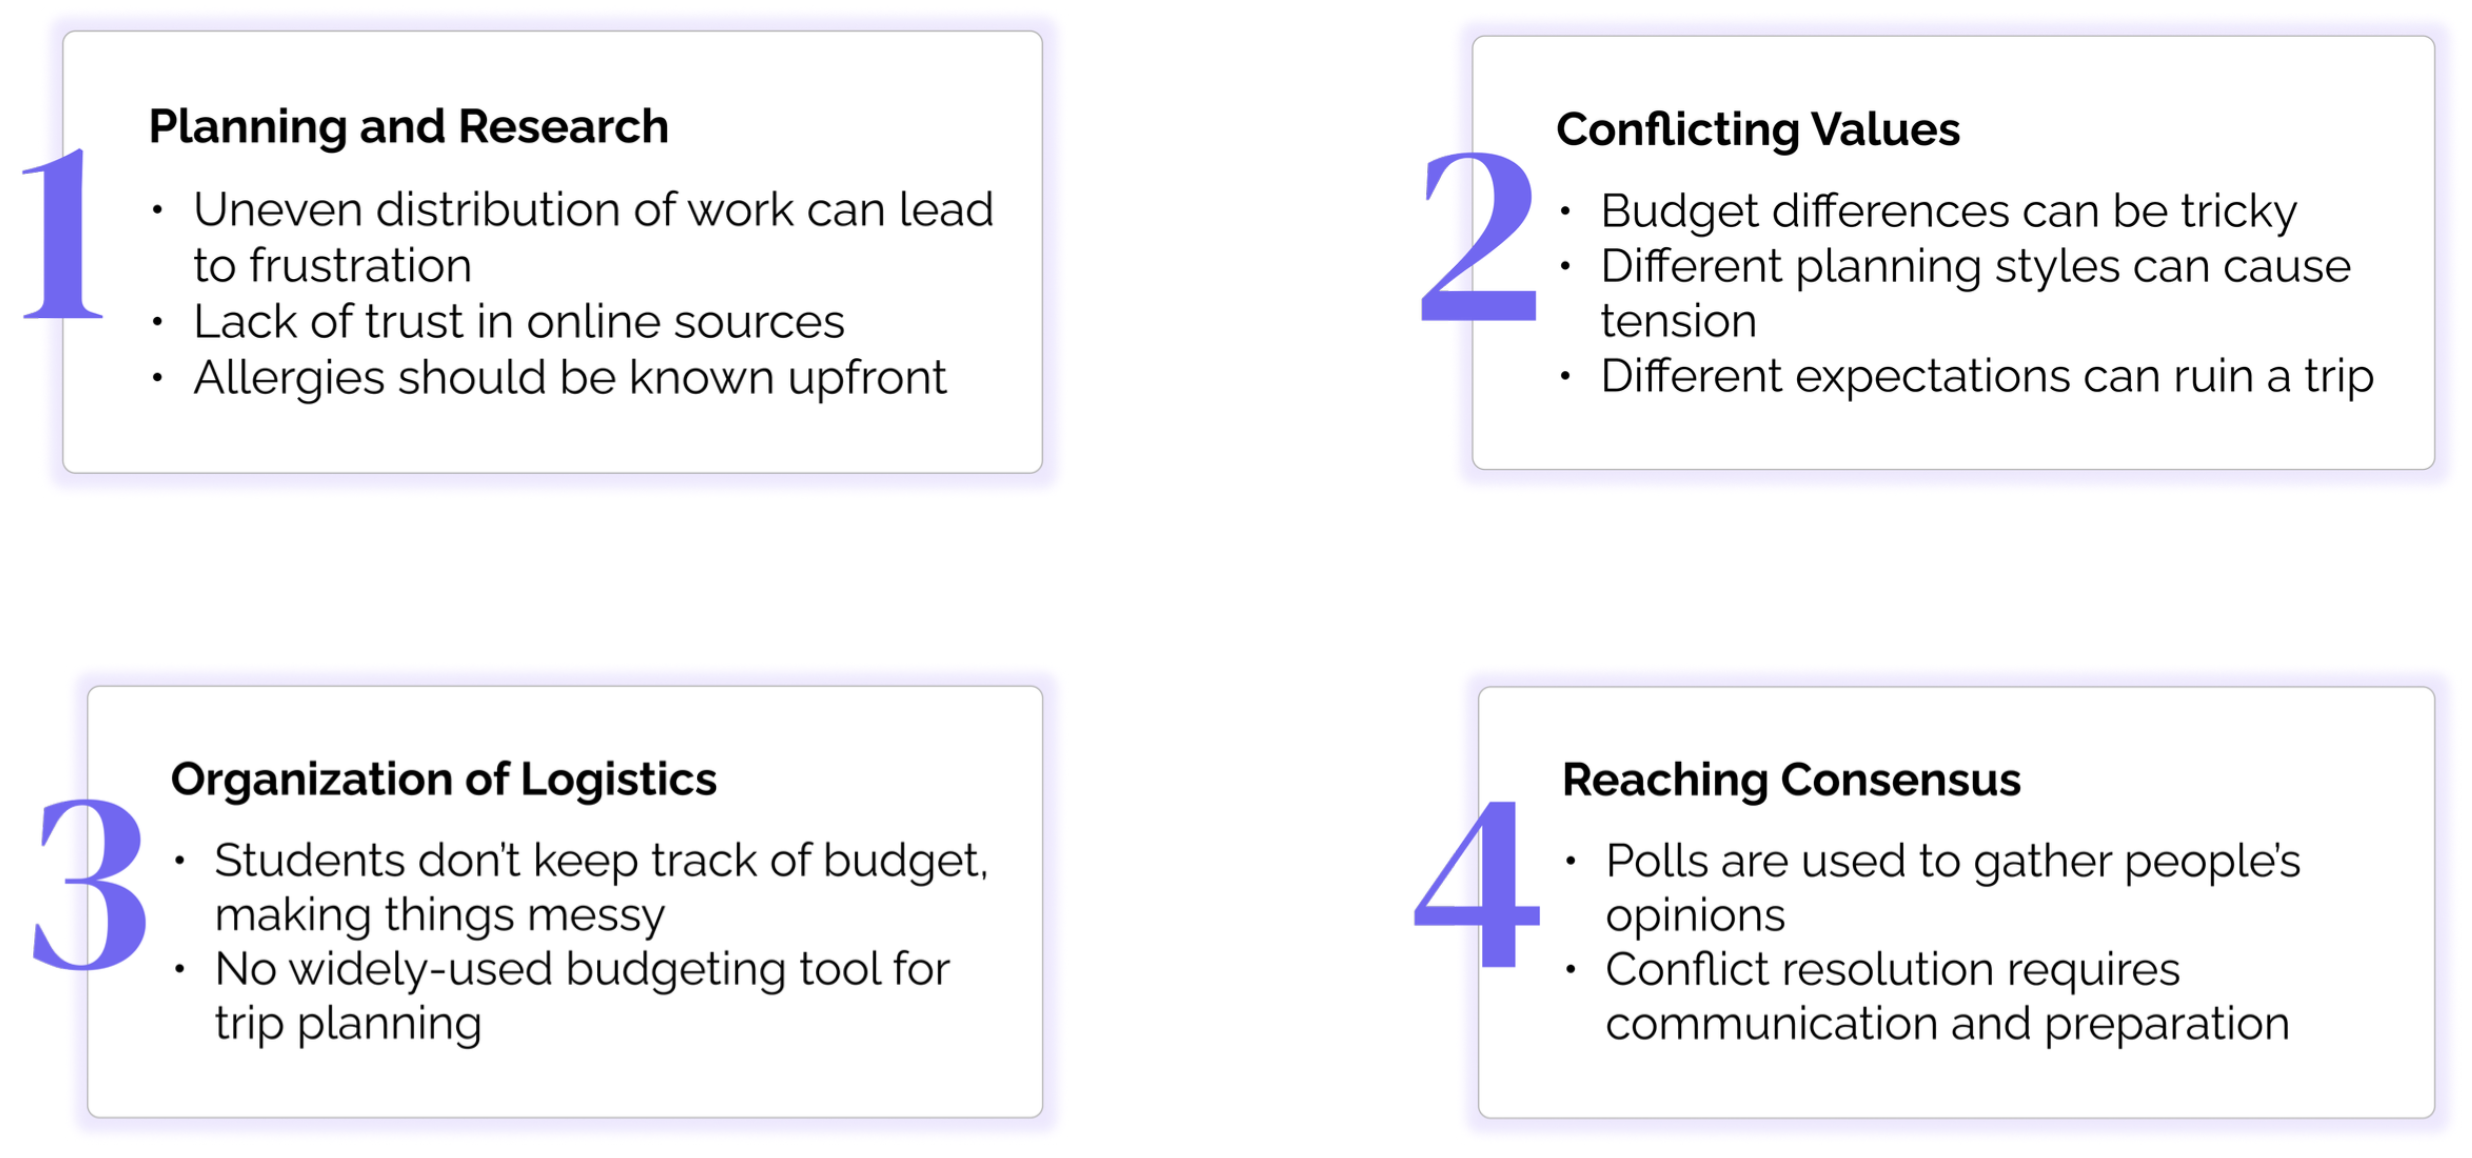 1
Planning and Research
• Uneven distribution of work can lead
to frustration
• Lack of trust in online sources
• Allergies should be known upfront
2
Conflicting Values
• Budget differences can be tricky
• Different planning styles can cause
tension
• Different expectations can ruin a trip
3
Organization of Logistics
• Students don’t keep track of budget,
making things messy
• No widely-used budgeting tool for
trip planning
4
Reaching Consensus
• Polls are used to gather people’s
opinions
• Conflict resolution requires
communication and preparation